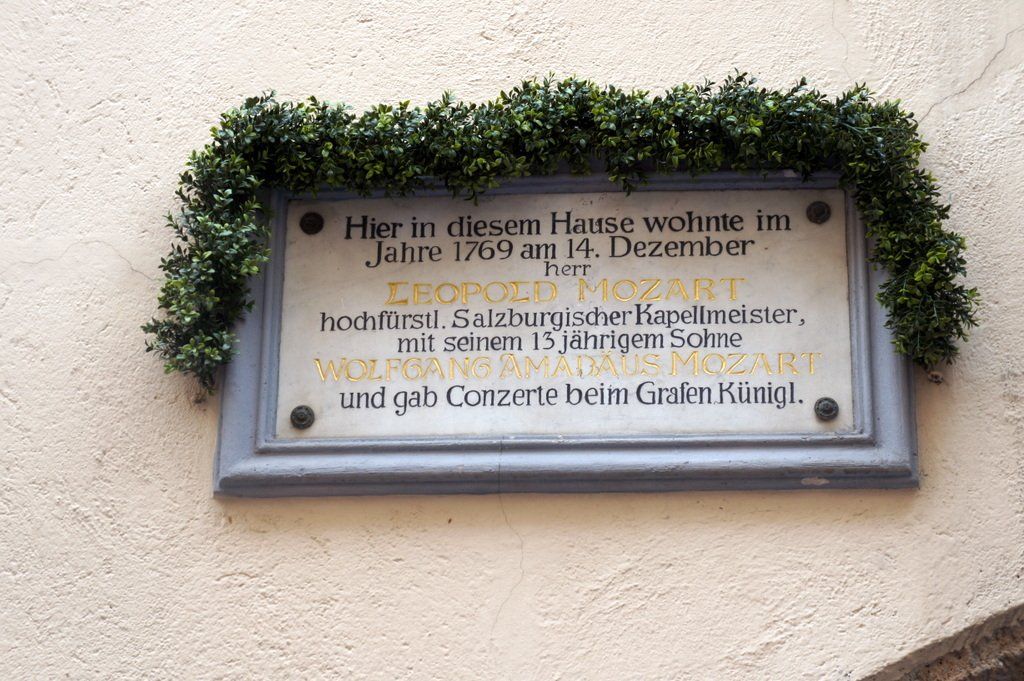 Hier in diesem Hause wohnte im
Jahre 1769 am 14. Dezember
herr
LEOPOLD MOZART
hochfürstl. Salzburgischer Kapellmeister,
mit seinem 13 jährigem Sohne
WOLFGANG AMADÄUS MOZART
und gab Conzerte beim Grafen Künigl.